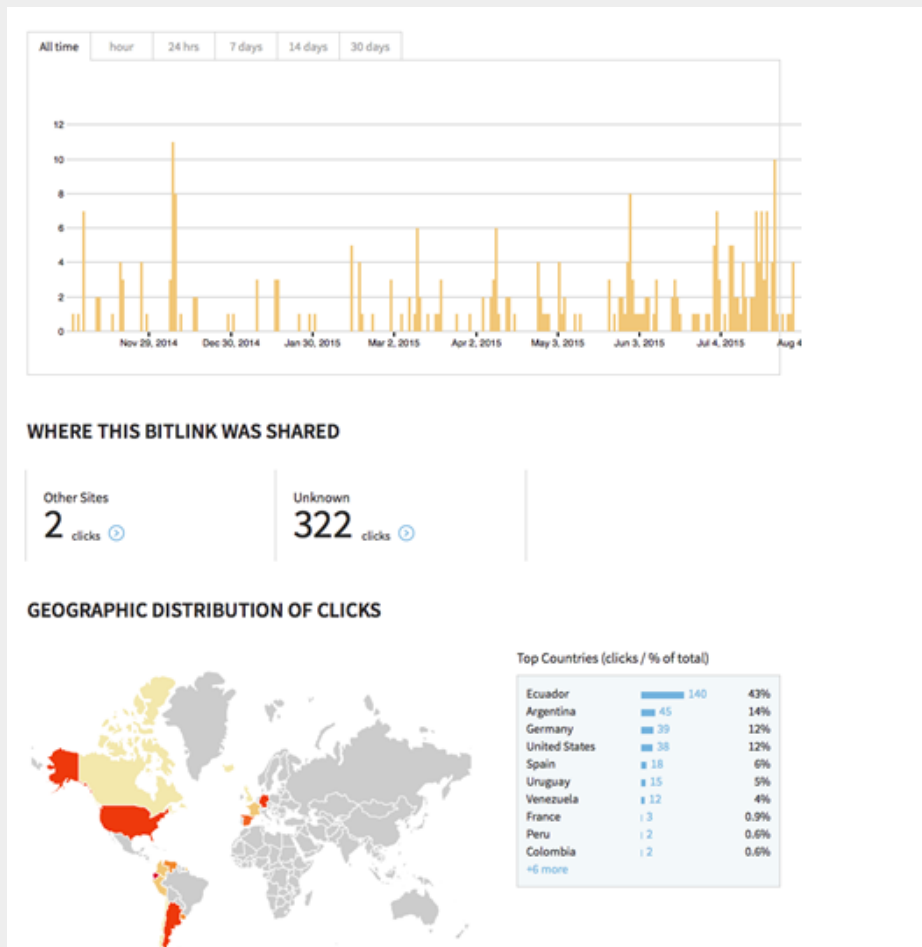 All time hour 24 hrs 7 days 14 days 30 days
12
10
8
6
4
2
0
Nov 29, 2014 Dec 30, 2014 Jan 30, 2015 Mar 2, 2015 Apr 2, 2015 May 3, 2015 Jun 3, 2015 Jul 4, 2015 Aug 4
WHERE THIS BITLINK WAS SHARED
Other Sites Unknown
2 clicks 322 clicks
GEOGRAPHIC DISTRIBUTION OF CLICKS
Top Countries (clicks / % of total)
Ecuador 140 43%
Argentina 45 14%
Germany 39 12%
United States 38 12%
Spain 18 6%
Uruguay 15 5%
Venezuela 12 4%
France 3 0.9%
Peru 2 0.6%
Colombia 2 0.6%
+6 more